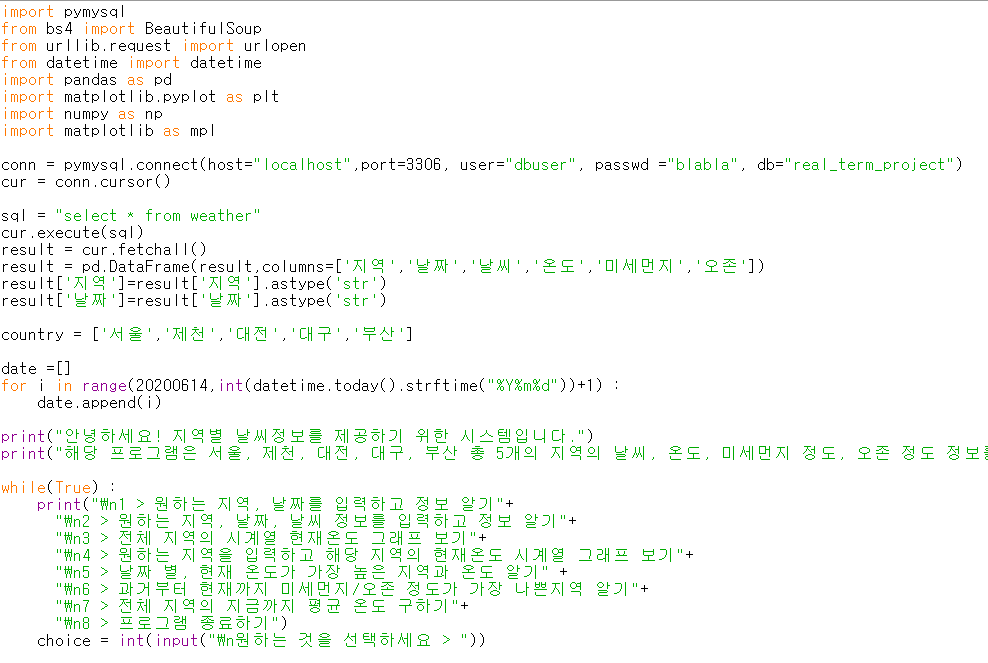 import pymysql
from bs4 import BeautifulSoup
from urllib.request import urlopen
from datetime import datetime
import pandas as pd
import matplotlib.pyplot as plt
import numpy as np
import matplotlib as mpl
conn = pymysql.connect(host="localhost",port=3306, user="dbuser", passwd ="blabla", db="real_term_project")
cur = conn.cursor()
sql = "select * from weather"
cur.execute(sql)
result = cur.fetchall()
result = pd.DataFrame(result,columns=['지역','날짜','날씨','온도','미세먼지','오존'])
result['지역']=result['지역'].astype('str')
result['날짜']=result['날짜'].astype('str')
country = ['서울','제천','대전','대구','부산']
date =[]
for i in range(20200614,int(datetime.today().strftime("%Y%m%d"))+1) :
    date.append(i)
print("안녕하세요! 지역별 날씨정보를 제공하기 위한 시스템입니다.")
print("해당 프로그램은 서울, 제천, 대전, 대구, 부산 총 5개의 지역의 날씨, 온도, 미세먼지 정도, 오존 정도 정보를
while(True) :
    print("₩n1 > 원하는 지역, 날짜를 입력하고 정보 알기"+
      "₩n2 > 원하는 지역, 날짜, 날씨 정보를 입력하고 정보 알기"+
      "₩n3 > 전체 지역의 시계열 현재온도 그래프 보기"+
      "₩n4 > 원하는 지역을 입력하고 해당 지역의 현재온도 시계열 그래프 보기"+
      "₩n5 > 날짜 별, 현재 온도가 가장 높은 지역과 온도 알기" +
      "₩n6 > 과거부터 현재까지 미세먼지/오존 정도가 가장 나쁜지역 알기"+
      "₩n7 > 전체 지역의 지금까지 평균 온도 구하기"+
      "₩n8 > 프로그램 종료하기")
    choice = int(input("₩n원하는 것을 선택하세요 > "))